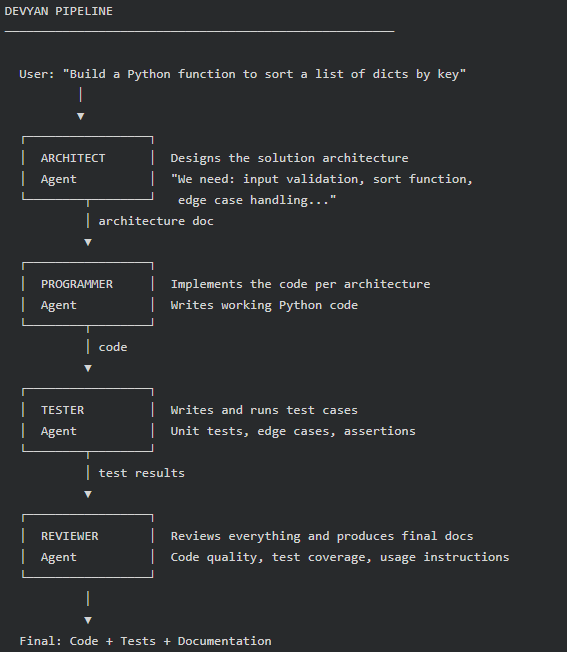 DEVYAN PIPELINE
User: "Build a Python function to sort a list of dicts by key"
ARCHITECT Designs the solution architecture
Agent "We need: input validation, sort function,
edge case handling..."
architecture doc
PROGRAMMER Implements the code per architecture
Agent Writes working Python code
code
TESTER Writes and runs test cases
Agent Unit tests, edge cases, assertions
test results
REVIEWER Reviews everything and produces final docs
Agent Code quality, test coverage, usage instructions
Final: Code + Tests + Documentation